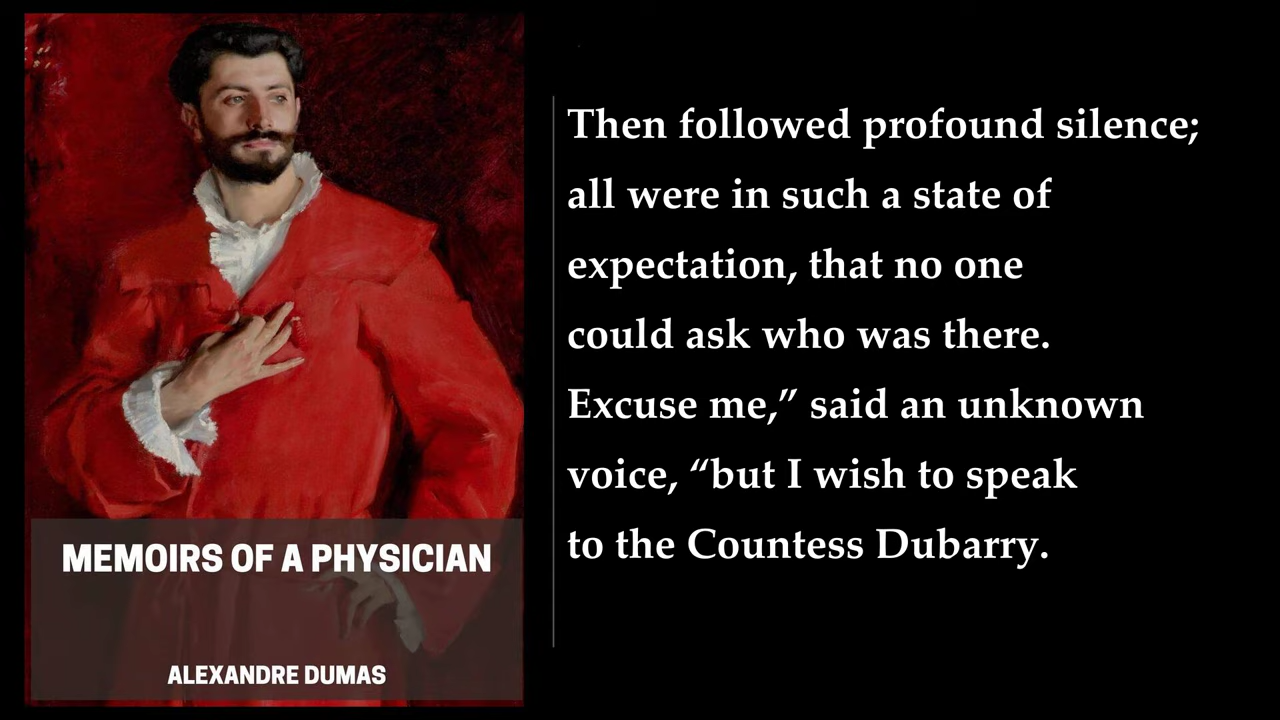 MEMOIRS OF A PHYSICIAN
ALEXANDRE DUMAS
Then followed profound silence;
all were in such a state of
expectation, that no one
could ask who was there.
Excuse me,” said an unknown
voice, “but I wish to speak
to the Countess Dubarry.